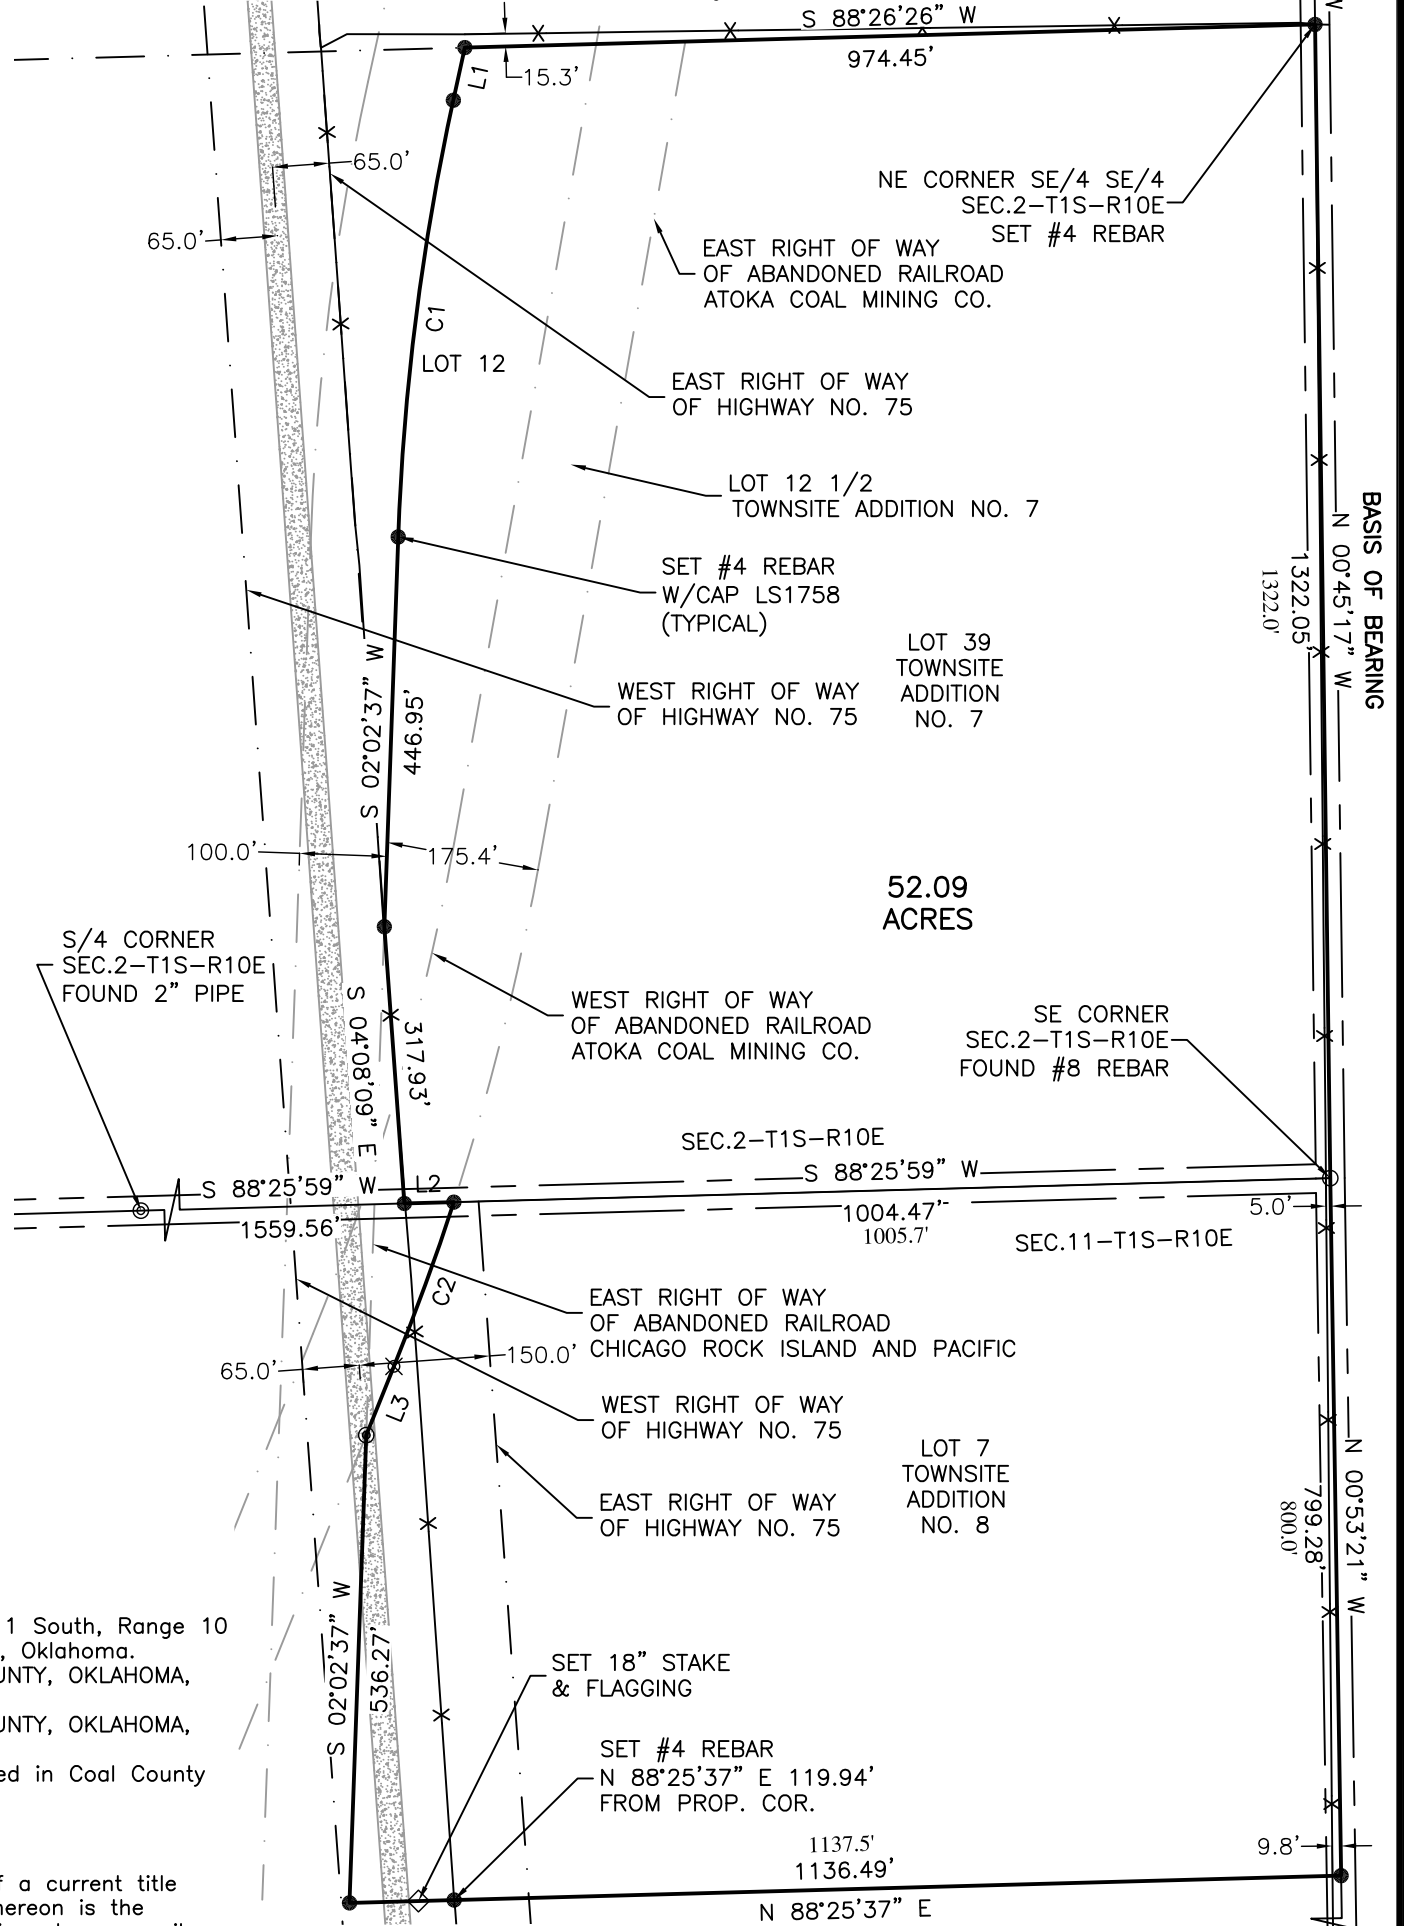 S 88°26'26" W
974.45'
L1
15.3'
65.0'
65.0'
NE CORNER SE/4 SE/4
SEC.2-T1S-R10E
SET #4 REBAR
EAST RIGHT OF WAY
OF ABANDONED RAILROAD
ATOKA COAL MINING CO.
C1
LOT 12
EAST RIGHT OF WAY
OF HIGHWAY NO. 75
LOT 12 1/2
TOWNSITE ADDITION NO. 7
SET #4 REBAR
W/CAP LS1758
(TYPICAL)
BASIS OF BEARING
N 00°45'17" W
1322.05'
1322.0'
LOT 39
TOWNSITE
ADDITION
NO. 7
WEST RIGHT OF WAY
OF HIGHWAY NO. 75
S 02°02'37" W
446.95'
100.0'
175.4'
52.09
ACRES
S/4 CORNER
SEC.2-T1S-R10E
FOUND 2" PIPE
S 04°08'09" E
317.93'
WEST RIGHT OF WAY
OF ABANDONED RAILROAD
ATOKA COAL MINING CO.
SE CORNER
SEC.2-T1S-R10E
FOUND #8 REBAR
SEC.2-T1S-R10E
S 88°25'59" W
S 88°25'59" W
L2
1559.56'
1004.47'
1005.7'
5.0'
SEC.11-T1S-R10E
C2
EAST RIGHT OF WAY
OF ABANDONED RAILROAD
CHICAGO ROCK ISLAND AND PACIFIC
65.0'
150.0'
L3
WEST RIGHT OF WAY
OF HIGHWAY NO. 75
LOT 7
TOWNSITE
ADDITION
NO. 8
EAST RIGHT OF WAY
OF HIGHWAY NO. 75
N 00°53'21" W
799.28'
800.0'
S 02°02'37" W
536.27'
1 South, Range 10
, Oklahoma.
UNTY, OKLAHOMA,
UNTY, OKLAHOMA,
ed in Coal County
SET 18" STAKE
& FLAGGING
SET #4 REBAR
N 88°25'37" E 119.94'
FROM PROP. COR.
1137.5'
1136.49'
9.8'
N 88°25'37" E
f a current title
hereon is the